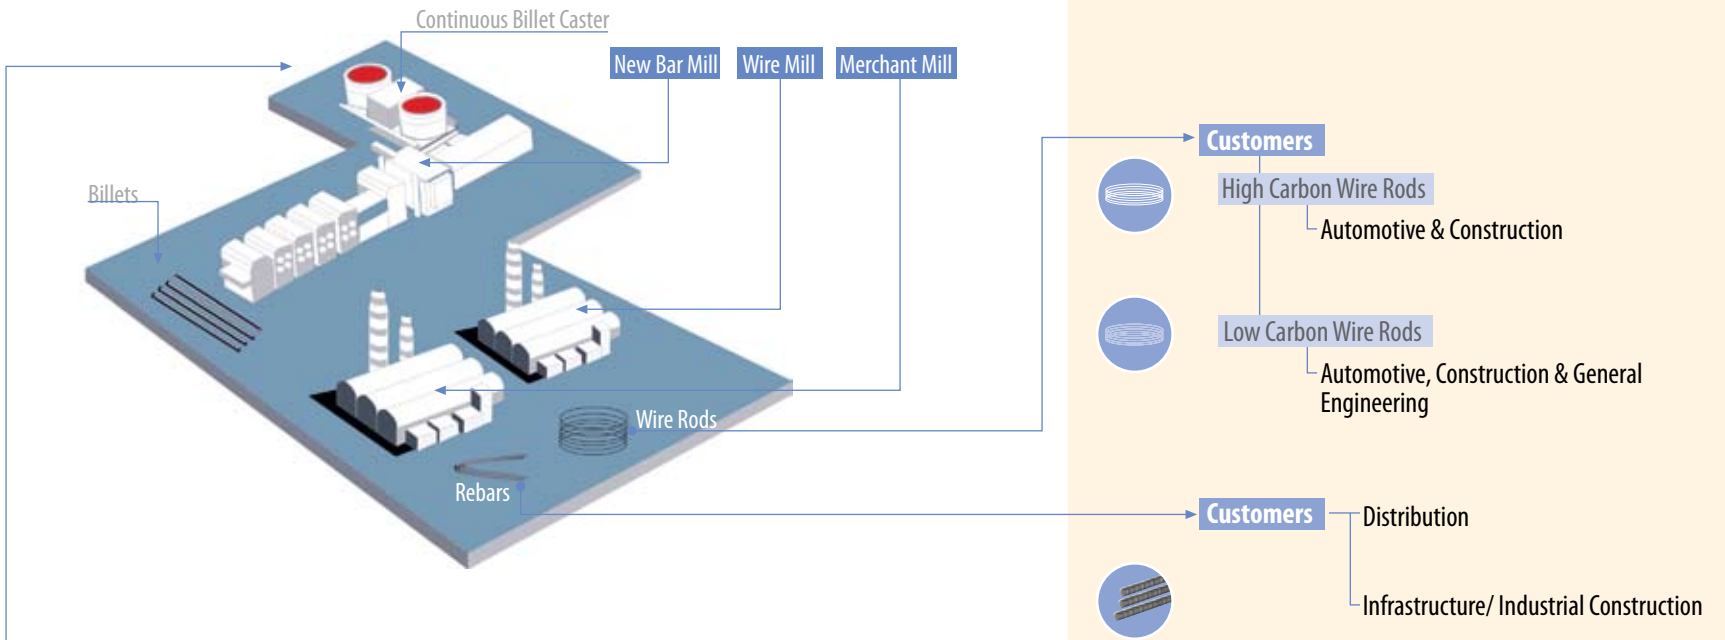 Continuous Billet Caster
New Bar Mill
Wire Mill
Merchant Mill
Billets
Wire Rods
Rebars
Customers
High Carbon Wire Rods
Automotive & Construction
Low Carbon Wire Rods
Automotive, Construction & General
Engineering
Customers
Distribution
Infrastructure/ Industrial Construction